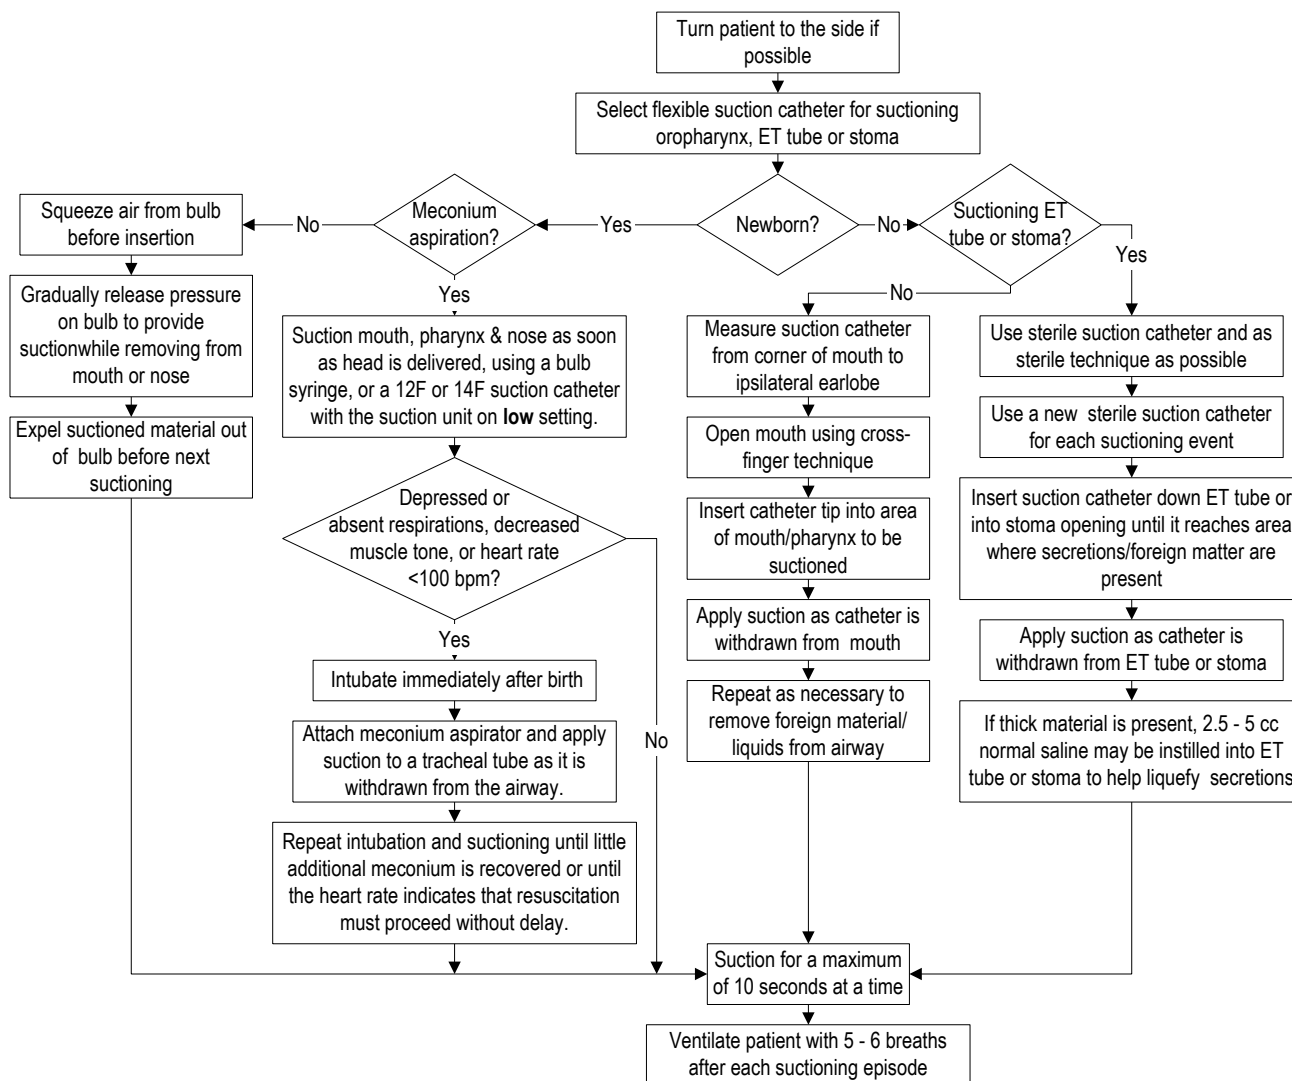 Turn patient to the side if
possible
Select flexible suction catheter for suctioning
oropharynx, ET tube or stoma
Newborn?
Yes
No
Meconium
aspiration?
No
Yes
Squeeze air from bulb
before insertion
Gradually release pressure
on bulb to provide
suctionwhile removing from
mouth or nose
Expel suctioned material out
of bulb before next
suctioning
Suction mouth, pharynx & nose as soon
as head is delivered, using a bulb
syringe, or a 12F or 14F suction catheter
with the suction unit on low setting.
Depressed or
absent respirations, decreased
muscle tone, or heart rate
<100 bpm?
Yes
No
Intubate immediately after birth
Attach meconium aspirator and apply
suction to a tracheal tube as it is
withdrawn from the airway.
Repeat intubation and suctioning until little
additional meconium is recovered or until
the heart rate indicates that resuscitation
must proceed without delay.
Suctioning ET
tube or stoma?
No
Yes
Measure suction catheter
from corner of mouth to
ipsilateral earlobe
Open mouth using cross-
finger technique
Insert catheter tip into area
of mouth/pharynx to be
suctioned
Apply suction as catheter is
withdrawn from mouth
Repeat as necessary to
remove foreign material/
liquids from airway
Use sterile suction catheter and as
sterile technique as possible
Use a new sterile suction catheter
for each suctioning event
Insert suction catheter down ET tube or
into stoma opening until it reaches area
where secretions/foreign matter are
present
Apply suction as catheter is
withdrawn from ET tube or stoma
If thick material is present, 2.5 - 5 cc
normal saline may be instilled into ET
tube or stoma to help liquefy secretions
Suction for a maximum
of 10 seconds at a time
Ventilate patient with 5 - 6 breaths
after each suctioning episode